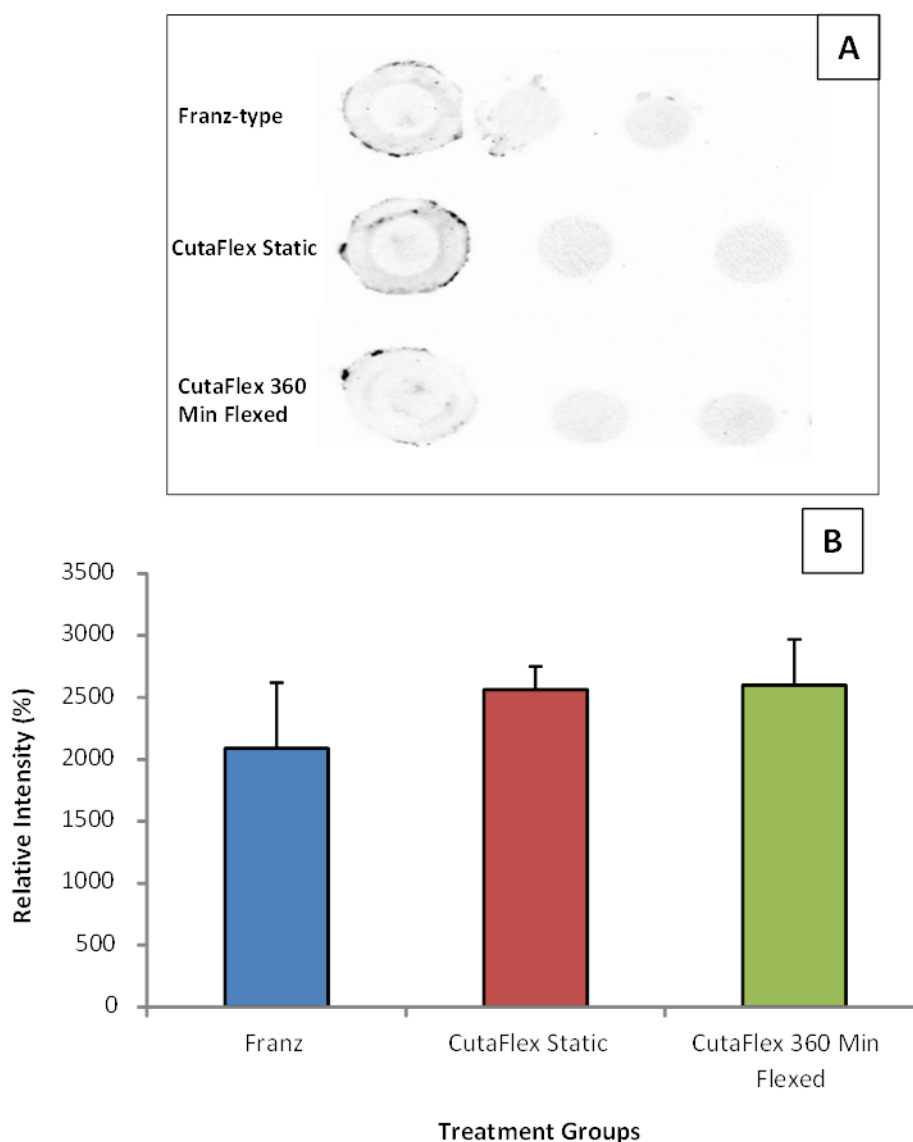 A
Franz-type
CutaFlex Static
CutaFlex 360
Min Flexed
B
3500
3000
2500
2000
1500
1000
500
0
Relative Intensity (%)
Franz
CutaFlex Static
CutaFlex 360 Min
Flexed
Treatment Groups